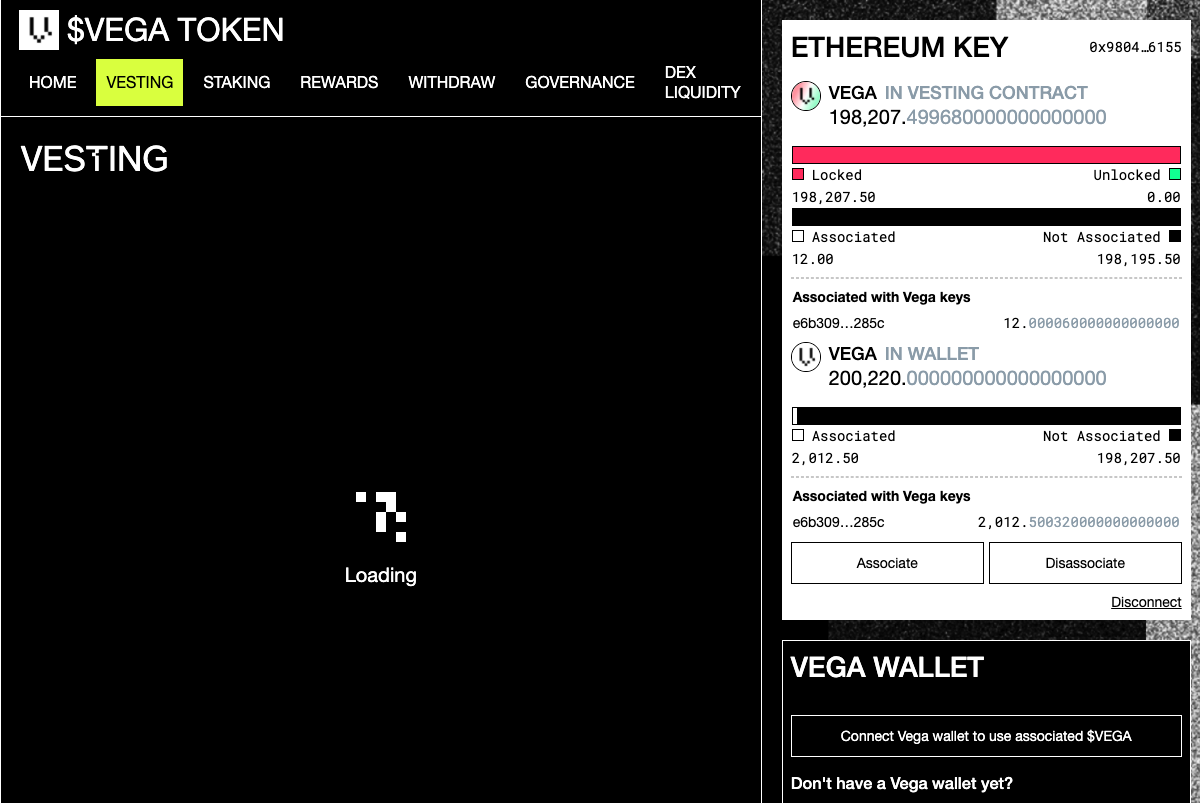 $VEGA TOKEN
HOME
VESTING
STAKING
REWARDS
WITHDRAW
GOVERNANCE
DEX
LIQUIDITY
VESTING
Loading
ETHEREUM KEY
0x9804…6155
VEGA IN VESTING CONTRACT
198,207.499680000000000000
Locked Unlocked
198,207.50 0.00
Associated Not Associated
12.00 198,195.50
Associated with Vega keys
e6b309…285c 12.000060000000000000
VEGA IN WALLET
200,220.000000000000000000
Associated Not Associated
2,012.50 198,207.50
Associated with Vega keys
e6b309…285c 2,012.500320000000000000
Associate Disassociate
Disconnect
VEGA WALLET
Connect Vega wallet to use associated $VEGA
Don't have a Vega wallet yet?